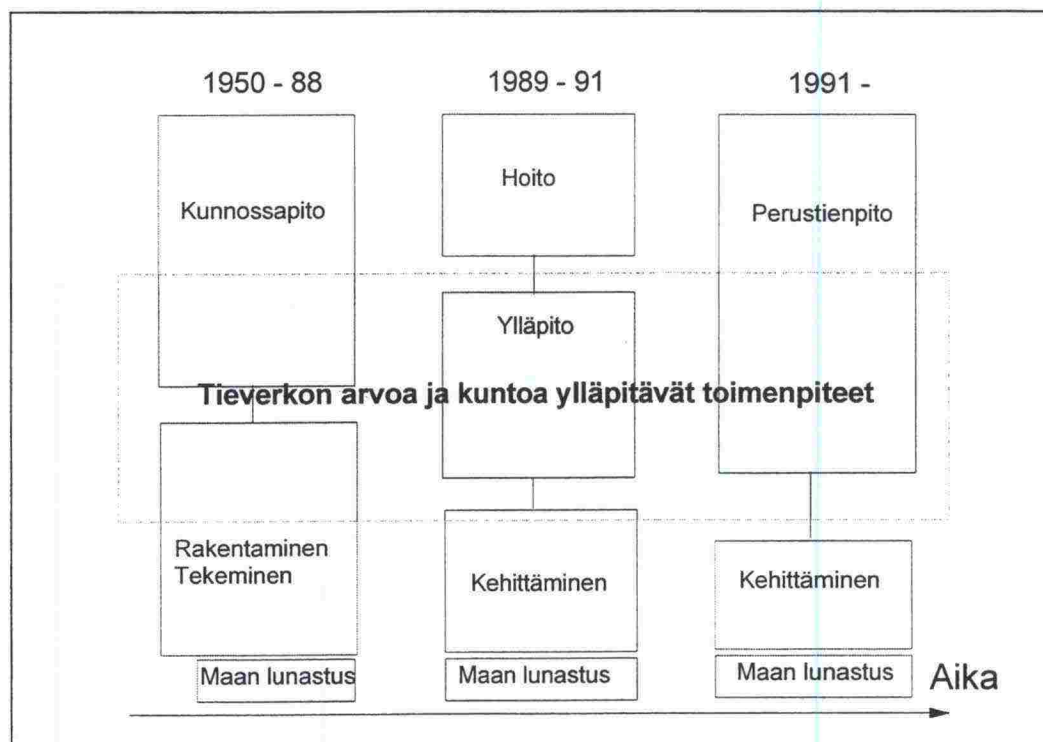 1950 - 88
1989 - 91
1991 -
Kunnossapito
Hoito
Perustienpito
Ylläpito
Tieverkon arvoa ja kuntoa ylläpitävät toimenpiteet
Rakentaminen
Tekeminen
Kehittäminen
Kehittäminen
Maan lunastus
Maan lunastus
Maan lunastus
Aika